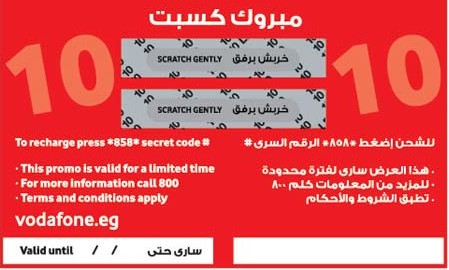 مبروك كسبت
10 10
SCRATCH GENTLY خربش برفق
SCRATCH GENTLY خربش برفق
To recharge press *858* secret code#
للشحن إضغط *٨٥٨* الرقم السرى#
· This promo is valid for a limited time
· هذا العرض سارى لفترة محدودة
· For more information call 800
· للمزيد من المعلومات كلم ٨٠٠
· Terms and conditions apply
· تطبق الشروط والأحكام
vodafone.eg
Valid until / / سارى حتى